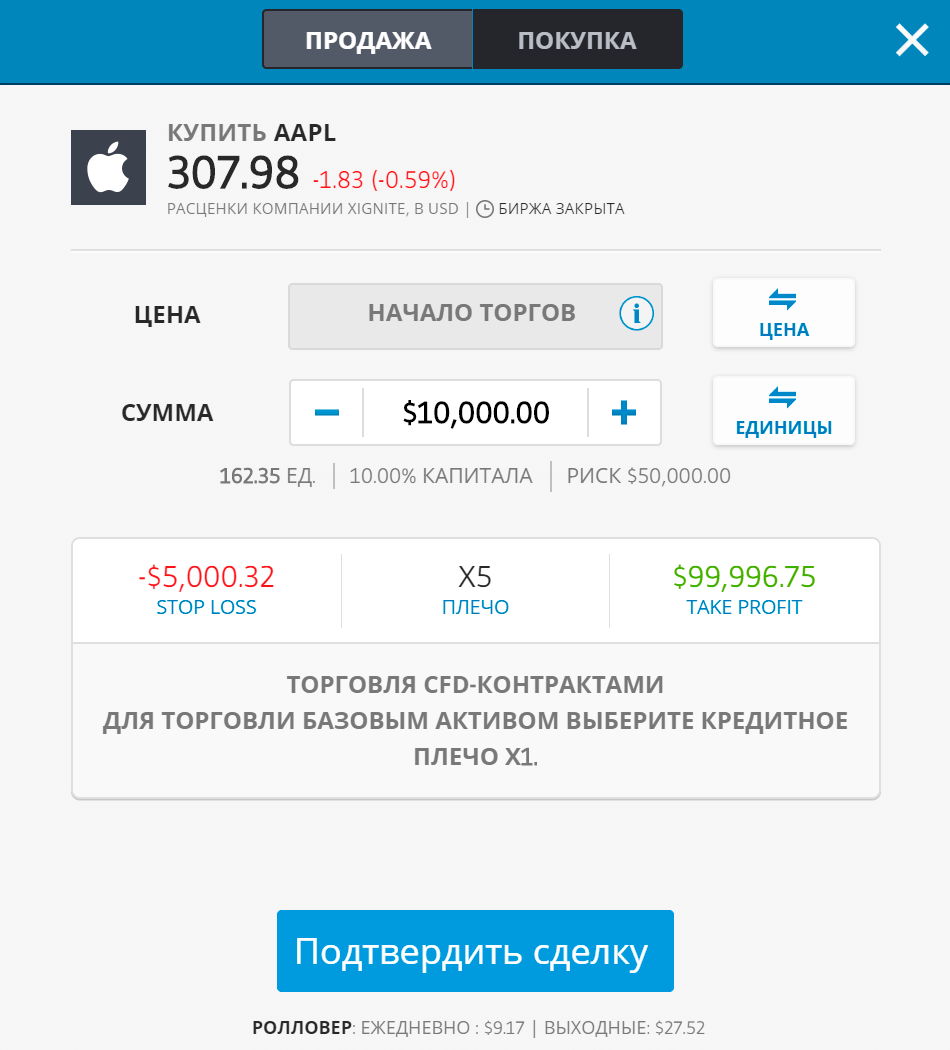 ПРОДАЖА ПОКУПКА
КУПИТЬ AAPL
307.98 -1.83 (-0.59%)
РАСЦЕНКИ КОМПАНИИ XIGNITE, В USD | БИРЖА ЗАКРЫТА
ЦЕНА НАЧАЛО ТОРГОВ i ЦЕНА
СУММА − $10,000.00 + ЕДИНИЦЫ
162.35 ЕД. | 10.00% КАПИТАЛА | РИСК $50,000.00
-$5,000.32 X5 $99,996.75
STOP LOSS ПЛЕЧО TAKE PROFIT
ТОРГОВЛЯ CFD-КОНТРАКТАМИ
ДЛЯ ТОРГОВЛИ БАЗОВЫМ АКТИВОМ ВЫБЕРИТЕ КРЕДИТНОЕ
ПЛЕЧО X1.
Подтвердить сделку
РОЛЛОВЕР: ЕЖЕДНЕВНО : $9.17 | ВЫХОДНЫЕ: $27.52